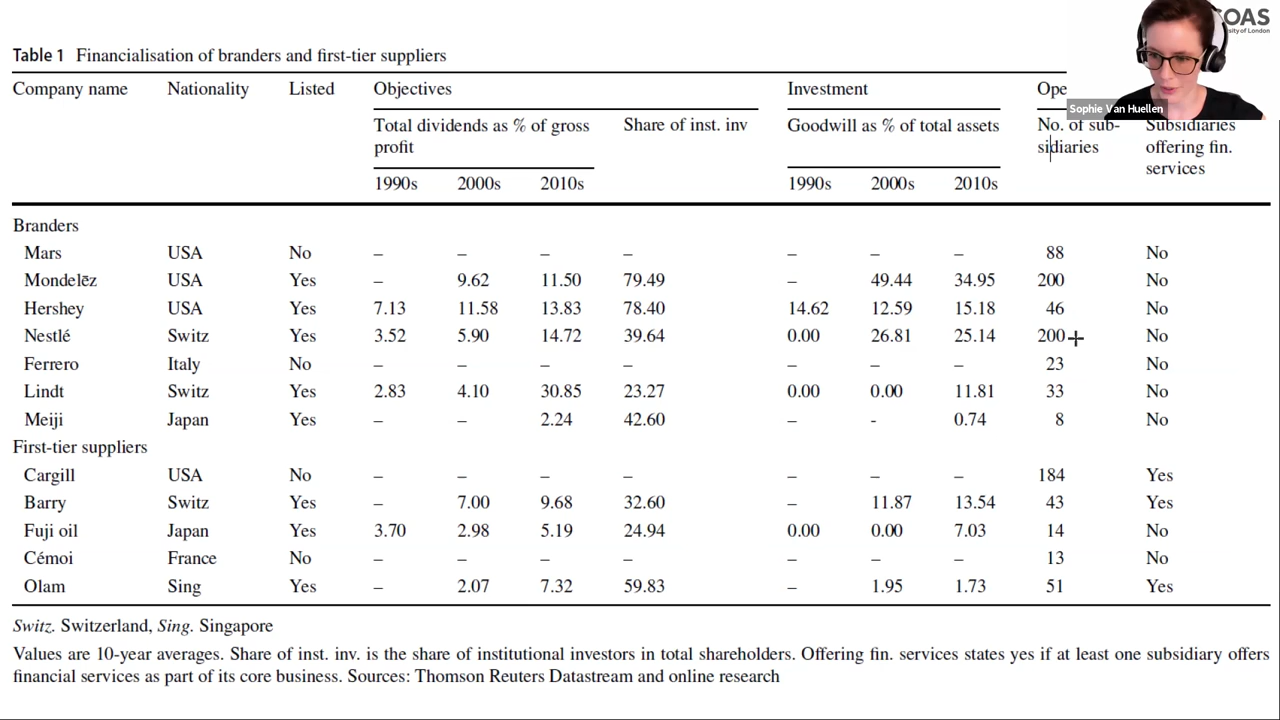 OAS
sity of London
Table 1 Financialisation of branders and first-tier suppliers
Company name Nationality Listed Objectives Investment Ope
Sophie Van Huellen
Total dividends as % of gross profit Share of inst. inv Goodwill as % of total assets No. of sub-sidiaries Subsidiaries offering fin. services
1990s 2000s 2010s 1990s 2000s 2010s
Branders
Mars USA No – – – – – – – 88 No
Mondelēz USA Yes – 9.62 11.50 79.49 – 49.44 34.95 200 No
Hershey USA Yes 7.13 11.58 13.83 78.40 14.62 12.59 15.18 46 No
Nestlé Switz Yes 3.52 5.90 14.72 39.64 0.00 26.81 25.14 200 No
Ferrero Italy No – – – – – – – 23 No
Lindt Switz Yes 2.83 4.10 30.85 23.27 0.00 0.00 11.81 33 No
Meiji Japan Yes – – 2.24 42.60 – - 0.74 8 No
First-tier suppliers
Cargill USA No – – – – – – – 184 Yes
Barry Switz Yes – 7.00 9.68 32.60 – 11.87 13.54 43 Yes
Fuji oil Japan Yes 3.70 2.98 5.19 24.94 0.00 0.00 7.03 14 No
Cémoi France No – – – – – – – 13 No
Olam Sing Yes – 2.07 7.32 59.83 – 1.95 1.73 51 Yes
Switz. Switzerland, Sing. Singapore
Values are 10-year averages. Share of inst. inv. is the share of institutional investors in total shareholders. Offering fin. services states yes if at least one subsidiary offers
financial services as part of its core business. Sources: Thomson Reuters Datastream and online research